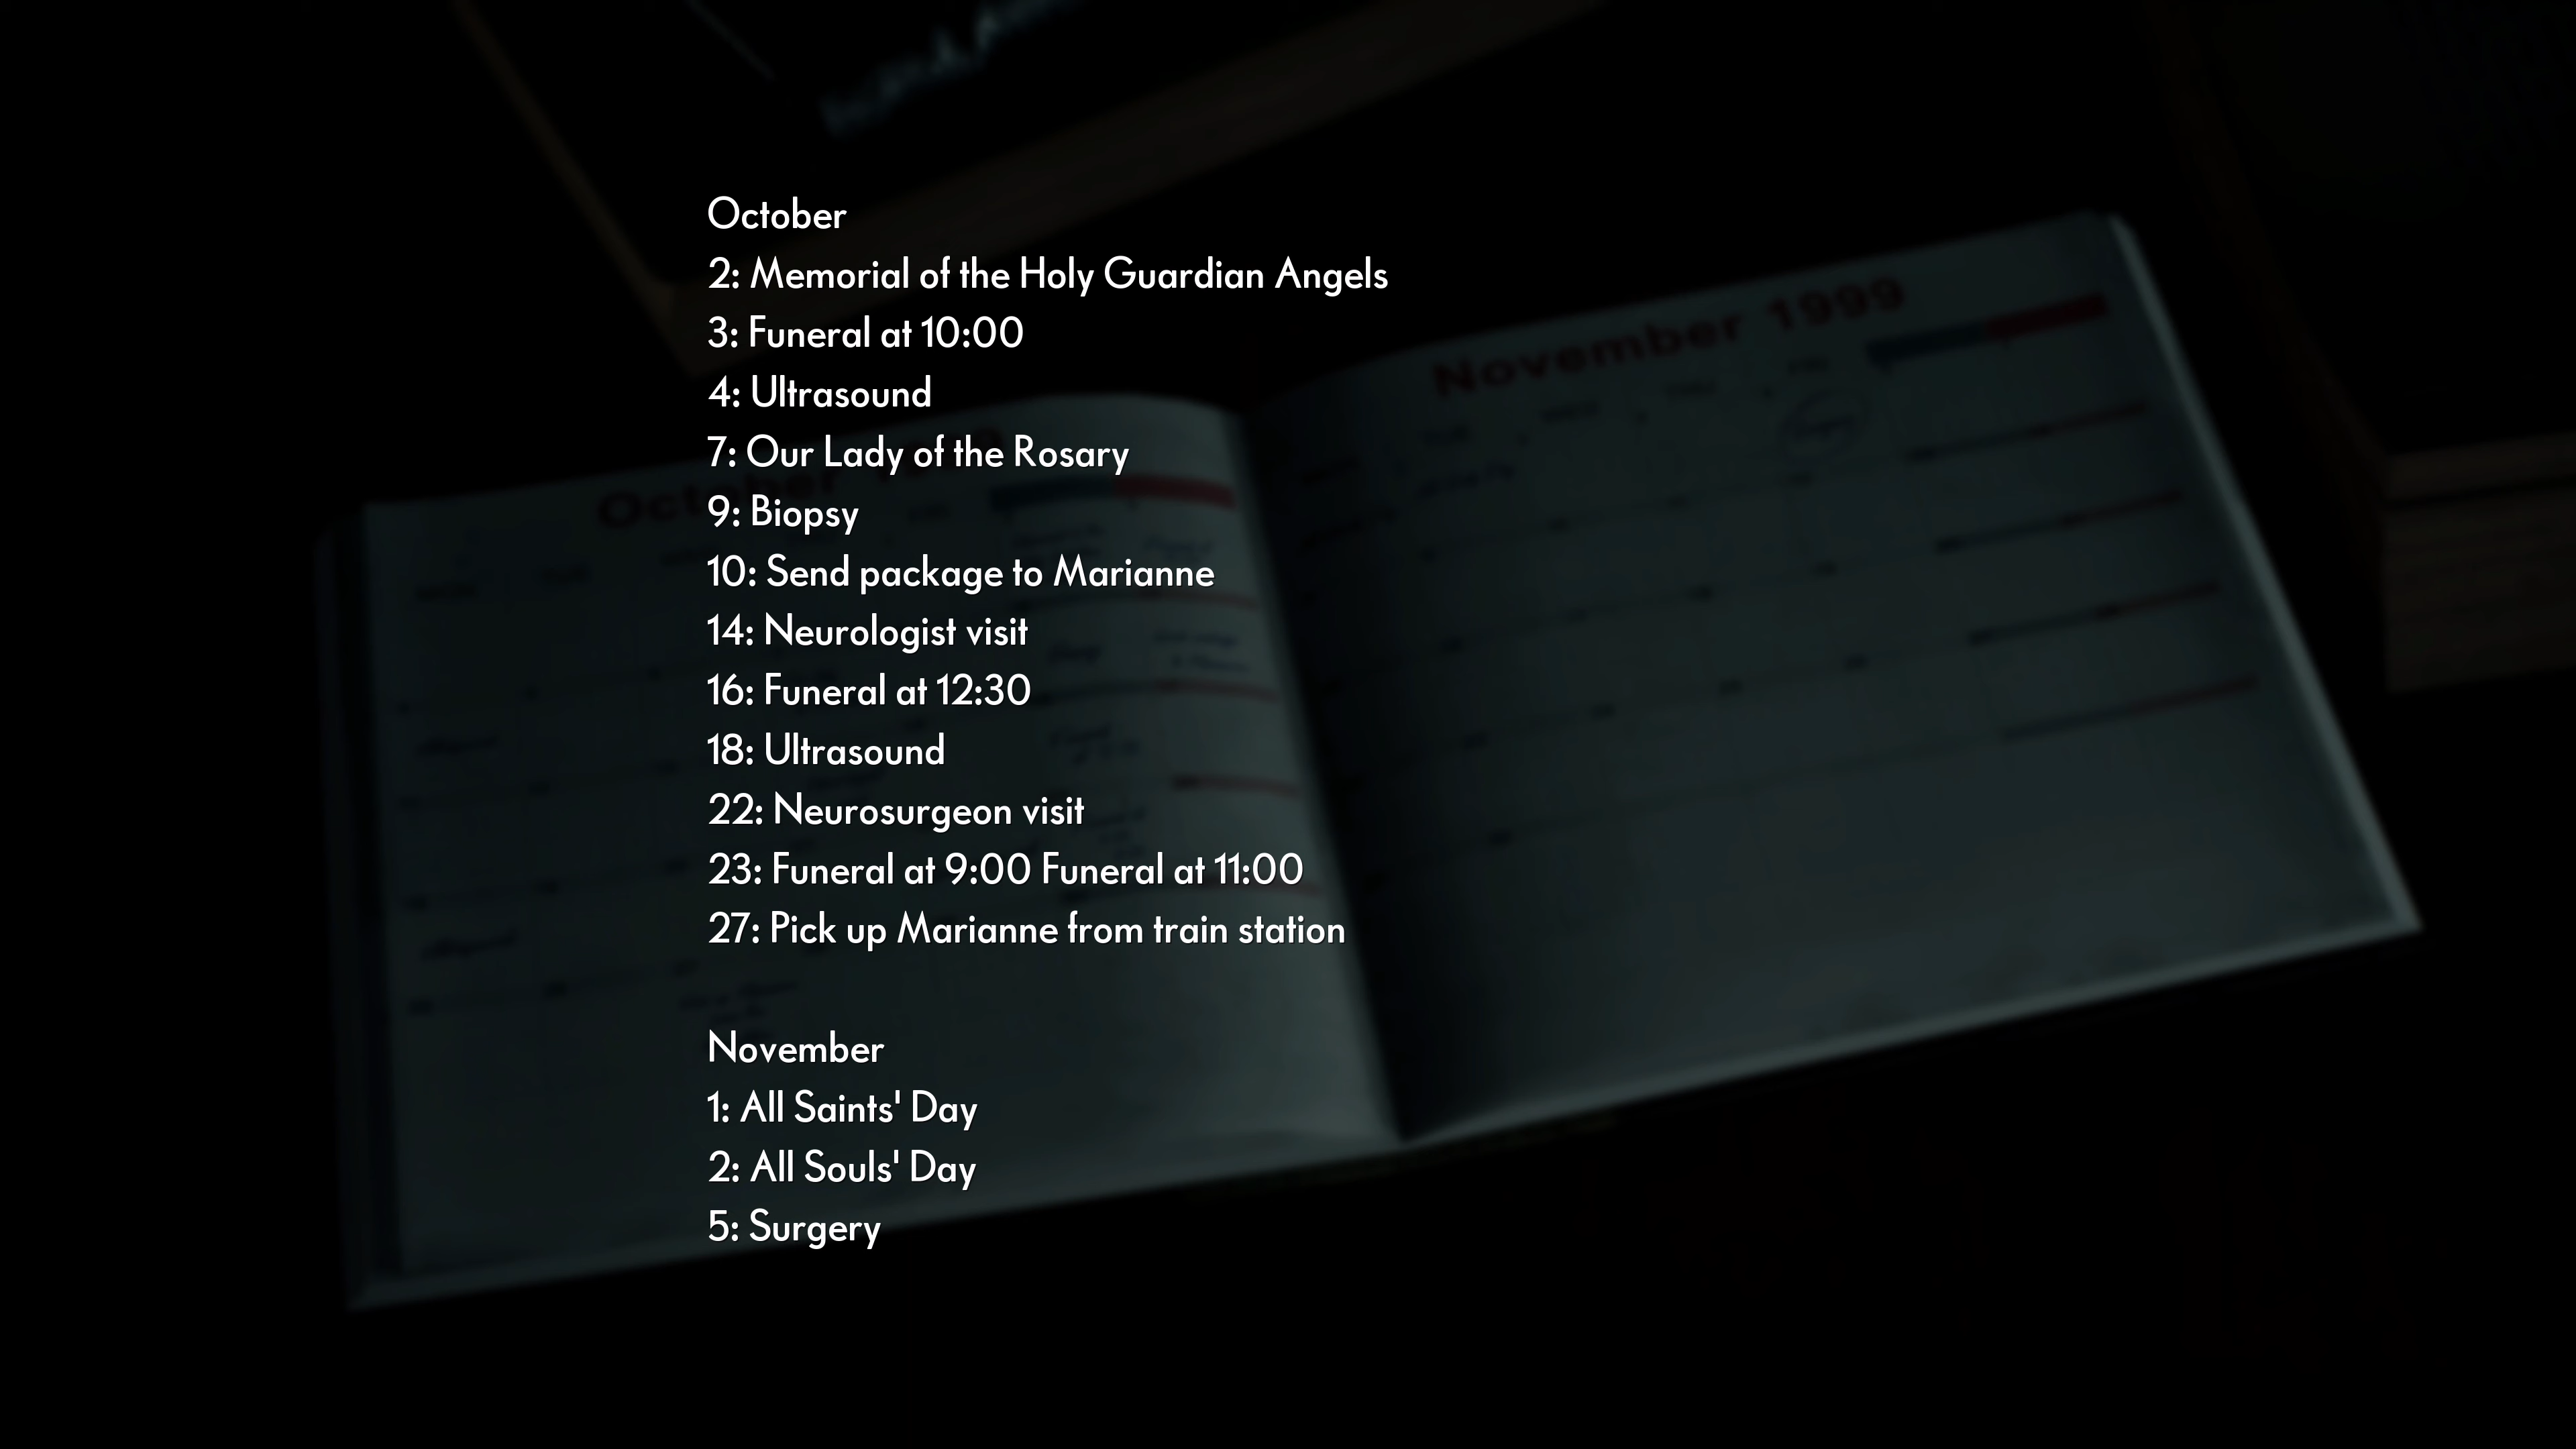 October
2: Memorial of the Holy Guardian Angels
3: Funeral at 10:00
4: Ultrasound
7: Our Lady of the Rosary
9: Biopsy
10: Send package to Marianne
14: Neurologist visit
16: Funeral at 12:30
18: Ultrasound
22: Neurosurgeon visit
23: Funeral at 9:00 Funeral at 11:00
27: Pick up Marianne from train station
November
1: All Saints' Day
2: All Souls' Day
5: Surgery
November 1999